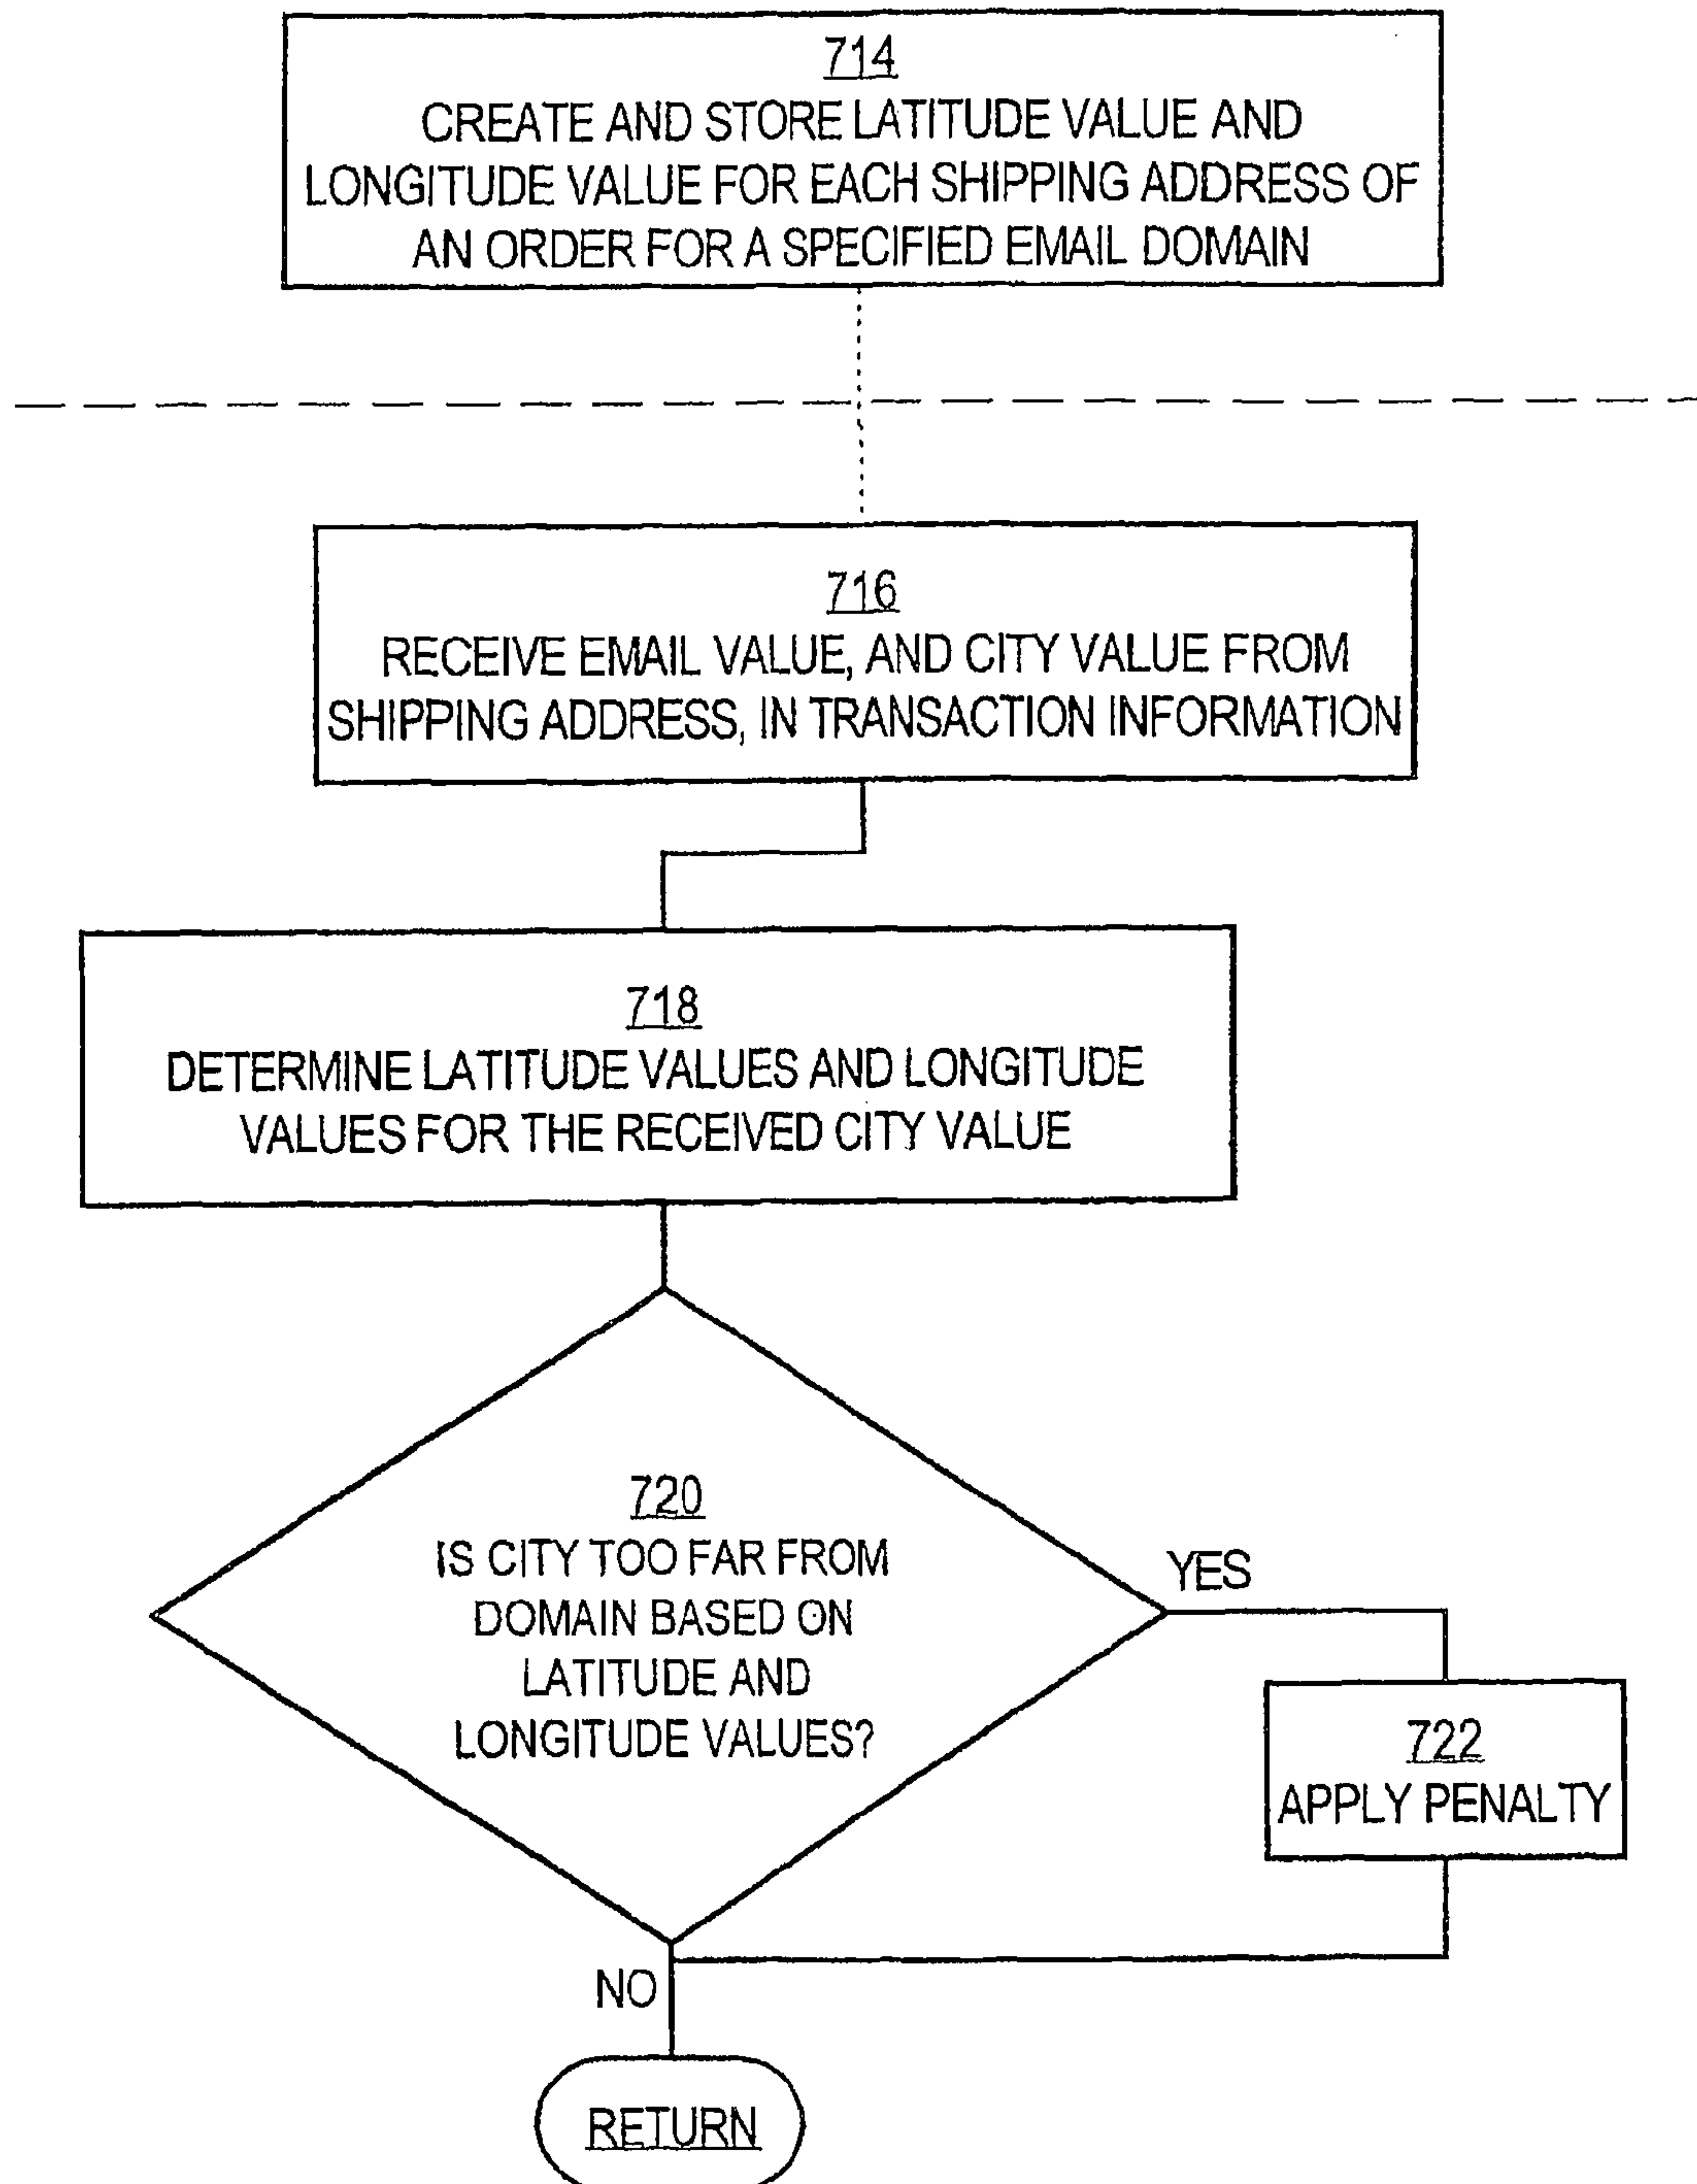 714
CREATE AND STORE LATITUDE VALUE AND
LONGITUDE VALUE FOR EACH SHIPPING ADDRESS OF
AN ORDER FOR A SPECIFIED EMAIL DOMAIN
716
RECEIVE EMAIL VALUE, AND CITY VALUE FROM
SHIPPING ADDRESS, IN TRANSACTION INFORMATION
718
DETERMINE LATITUDE VALUES AND LONGITUDE
VALUES FOR THE RECEIVED CITY VALUE
720
IS CITY TOO FAR FROM
DOMAIN BASED ON
LATITUDE AND
LONGITUDE VALUES?
YES
722
APPLY PENALTY
NO
RETURN